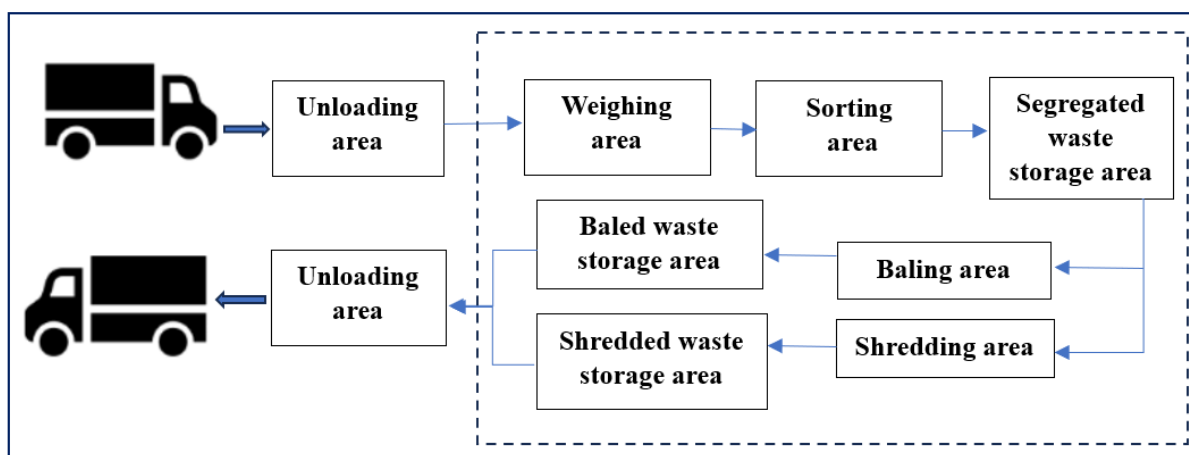 Unloading
area
Weighing
area
Sorting
area
Segregated
waste
storage area
Baled waste
storage area
Baling area
Unloading
area
Shredded waste
storage area
Shredding area